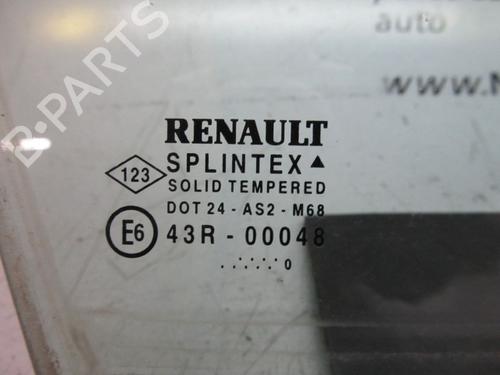 B-PARTS
auto
www.
RENAULT
SPLINTEX▲
123
SOLID TEMPERED
DOT 24 - AS2 - M68
E6 43R - 00048
.....:.:.: 0